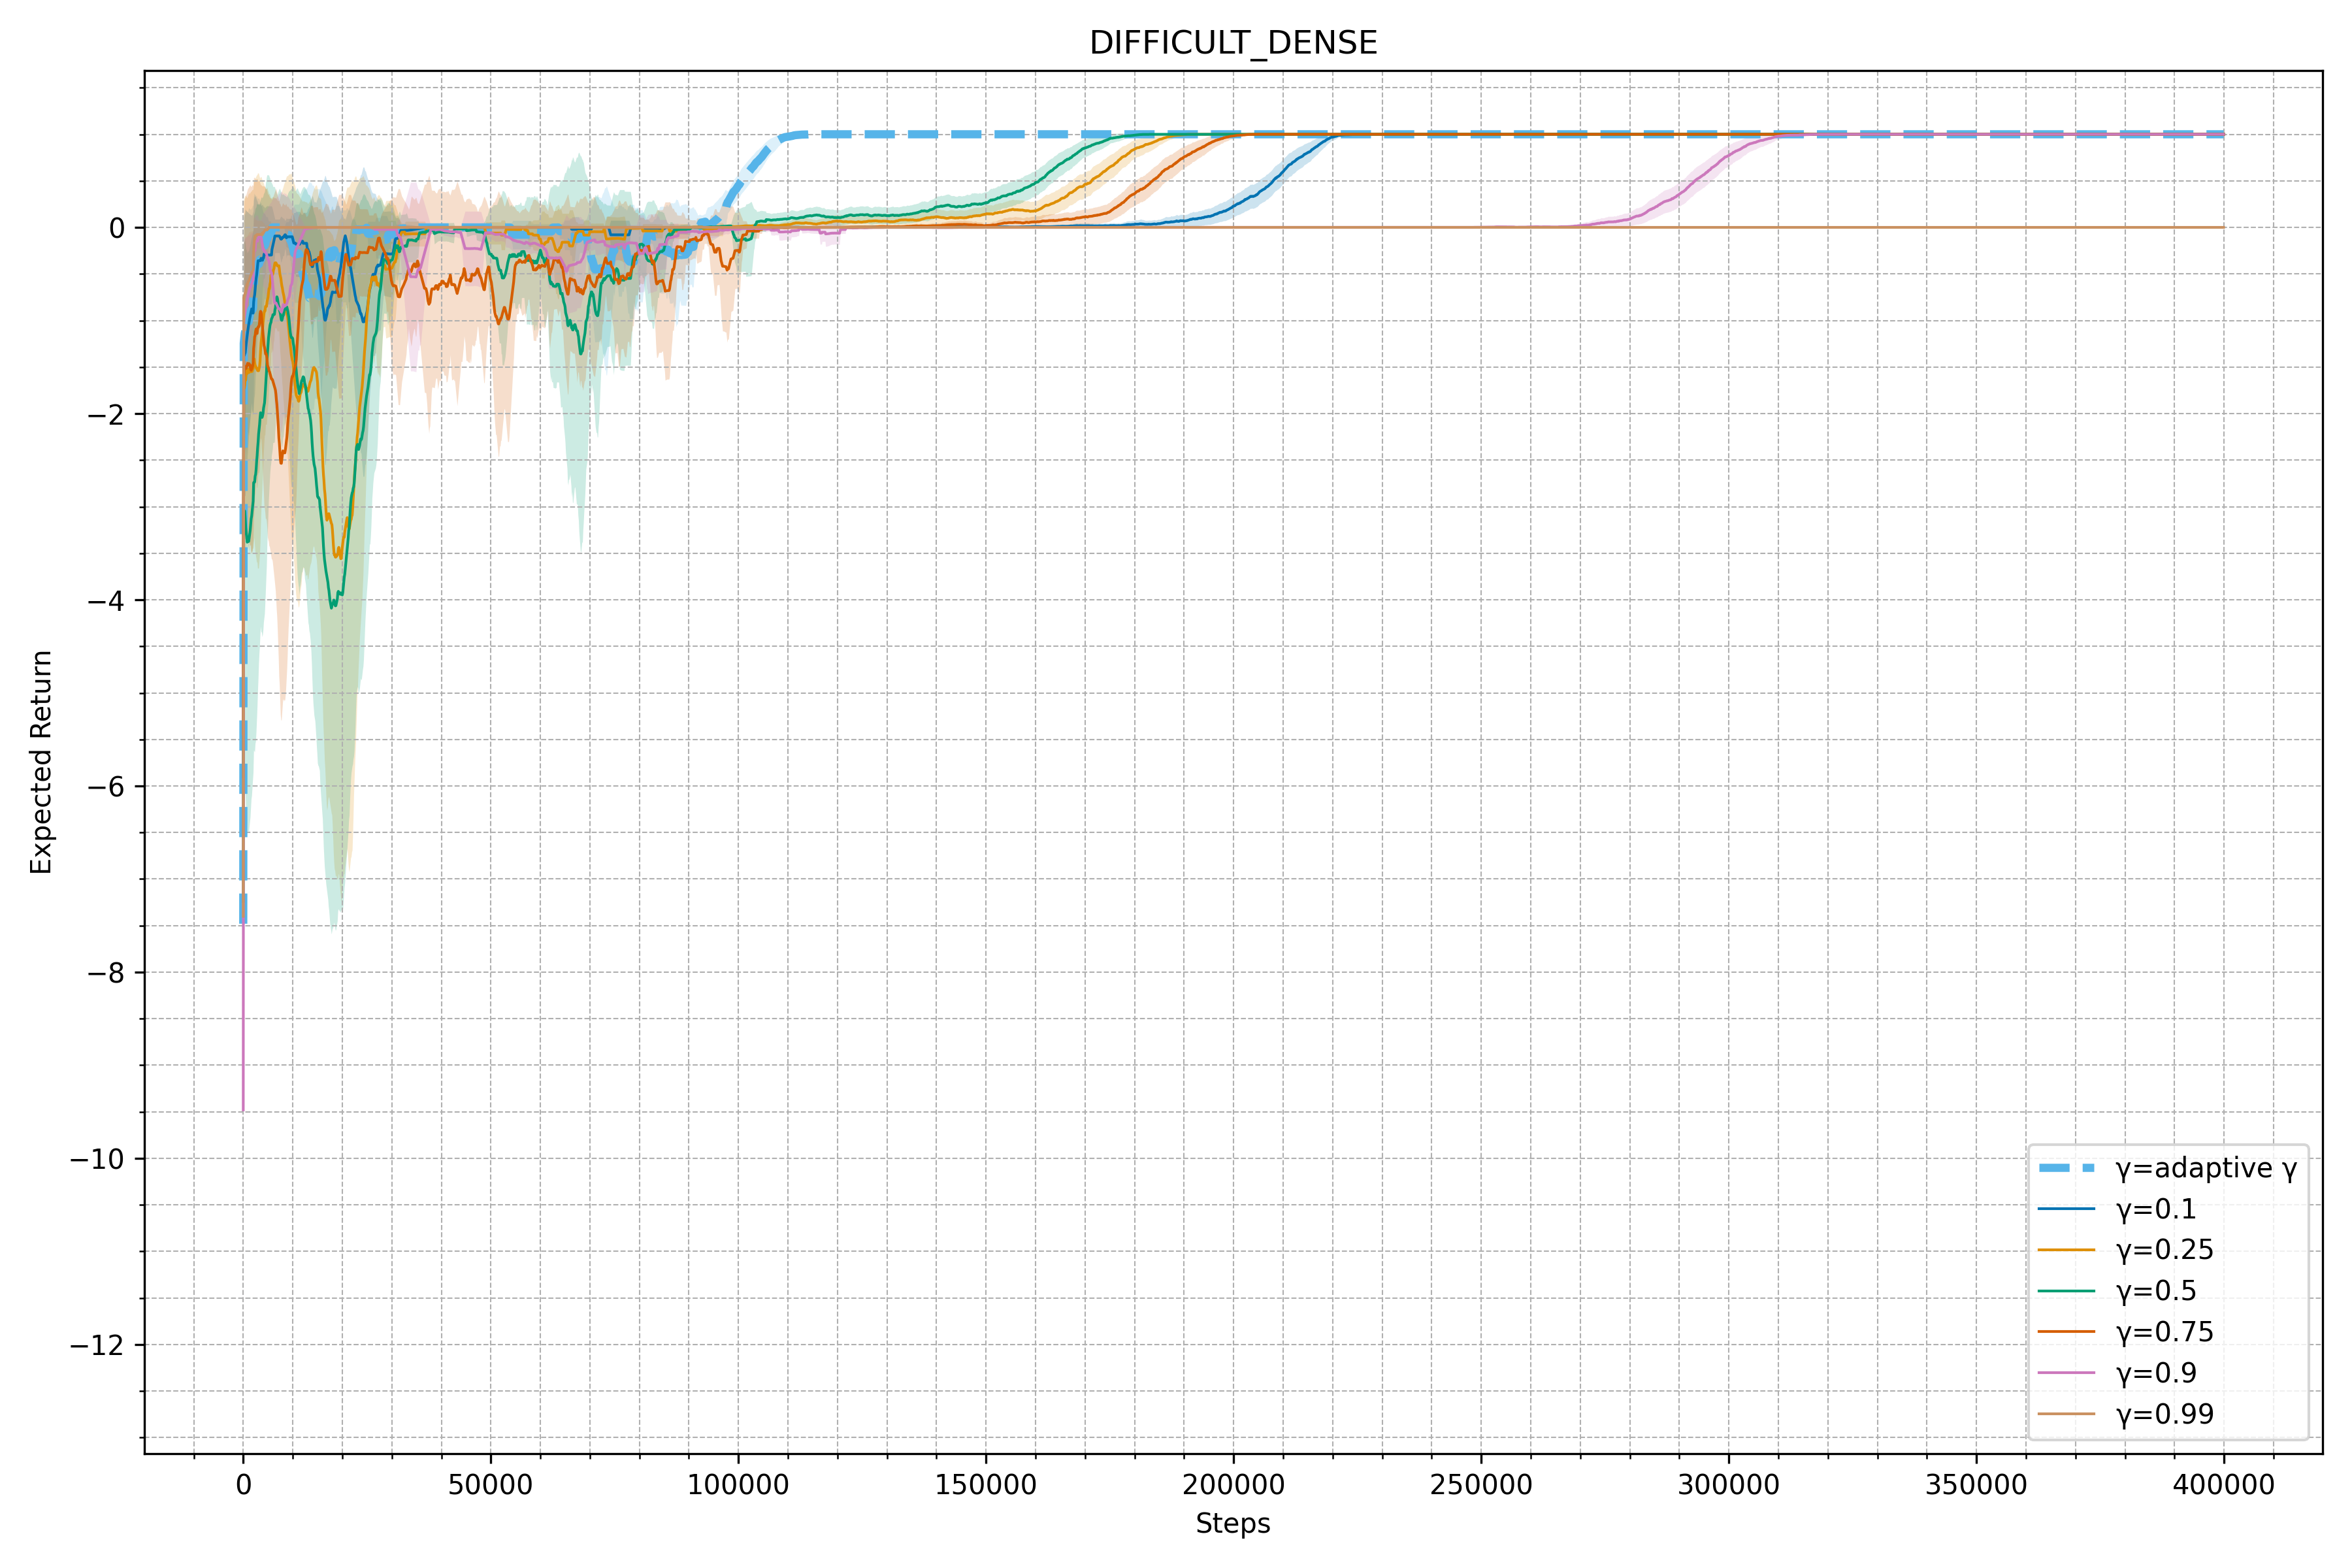 DIFFICULT_DENSE
Expected Return
0
−2
−4
−6
−8
−10
−12
0 50000 100000 150000 200000 250000 300000 350000 400000
Steps
γ=adaptive γ
γ=0.1
γ=0.25
γ=0.5
γ=0.75
γ=0.9
γ=0.99